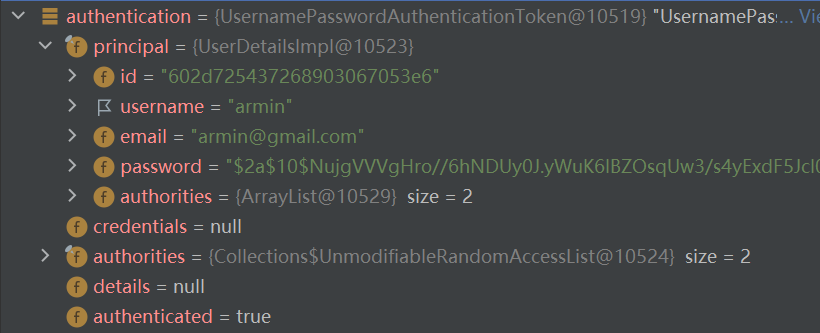 authentication = {UsernamePasswordAuthenticationToken@10519} "UsernamePas... Vie
principal = {UserDetailsImpl@10523}
id = "602d725437268903067053e6"
username = "armin"
email = "armin@gmail.com"
password = "$2a$10$NujgVVVgHro//6hNDUy0J.yWuK6lBZOsqUw3/s4yExdF5Jcl0
authorities = {ArrayList@10529} size = 2
credentials = null
authorities = {Collections$UnmodifiableRandomAccessList@10524} size = 2
details = null
authenticated = true